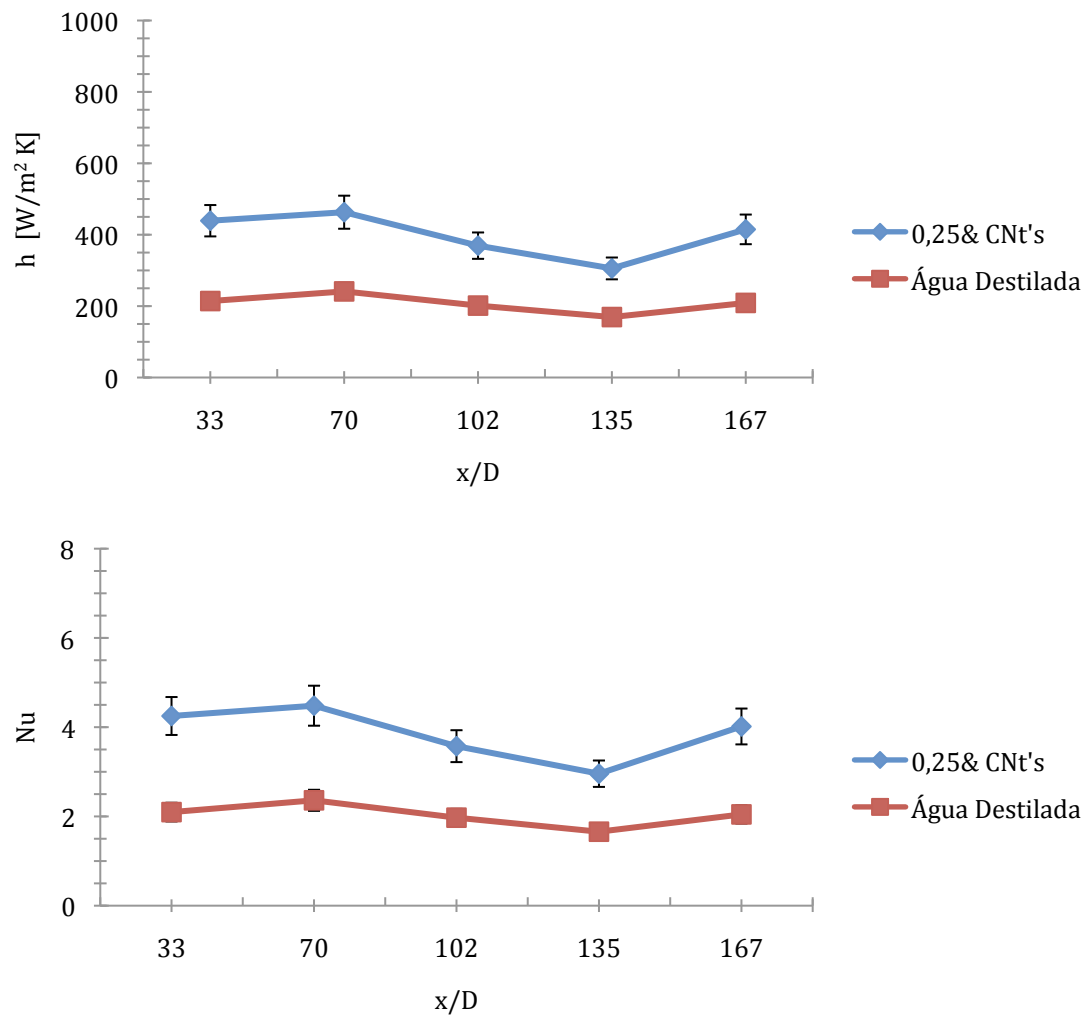 1000
800
600
400
200
0
h [W/m² K]
33 70 102 135 167
x/D
0,25& CNt's
Água Destilada
8
6
4
2
0
Nu
33 70 102 135 167
x/D
0,25& CNt's
Água Destilada